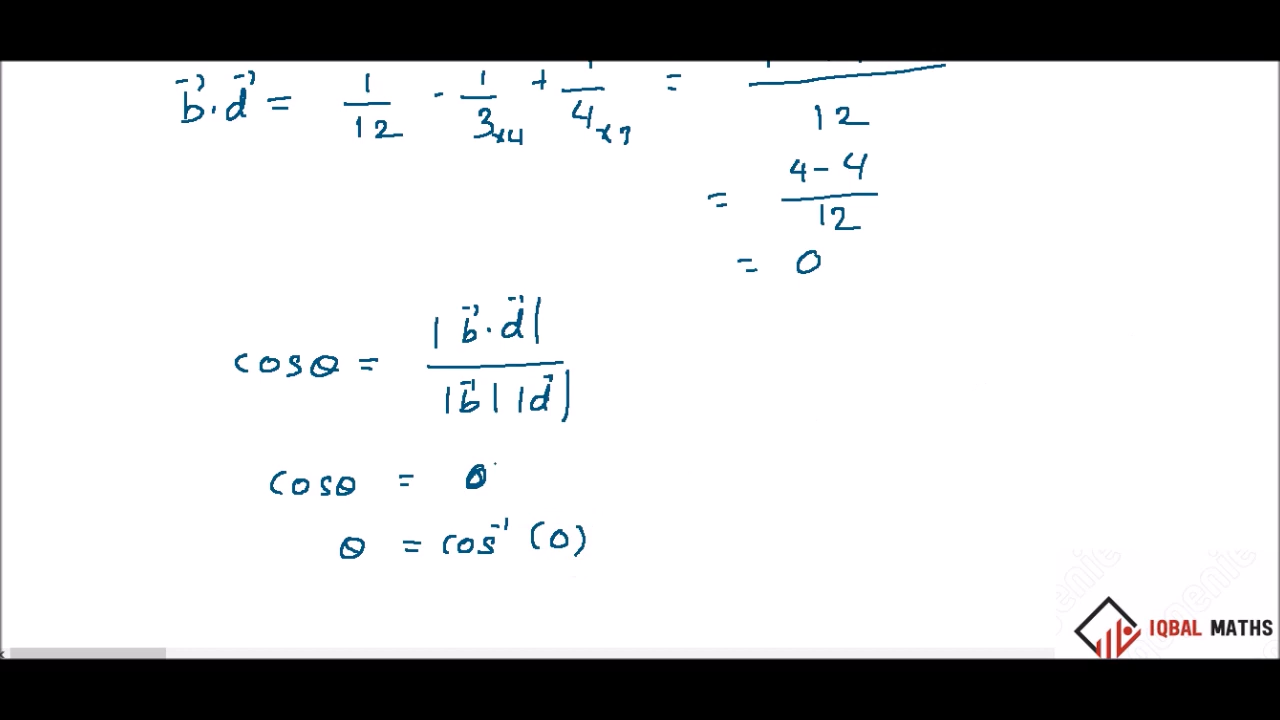 b⃗ · d⃗ = 1/12 - 1/3×4 + 1/4×3 = /12
= 4 - 4/12
= 0
cosθ = |b⃗ · d⃗| / |b⃗| |d⃗|
cosθ = 0
θ = cos⁻¹ (0)
IQBAL MATHS